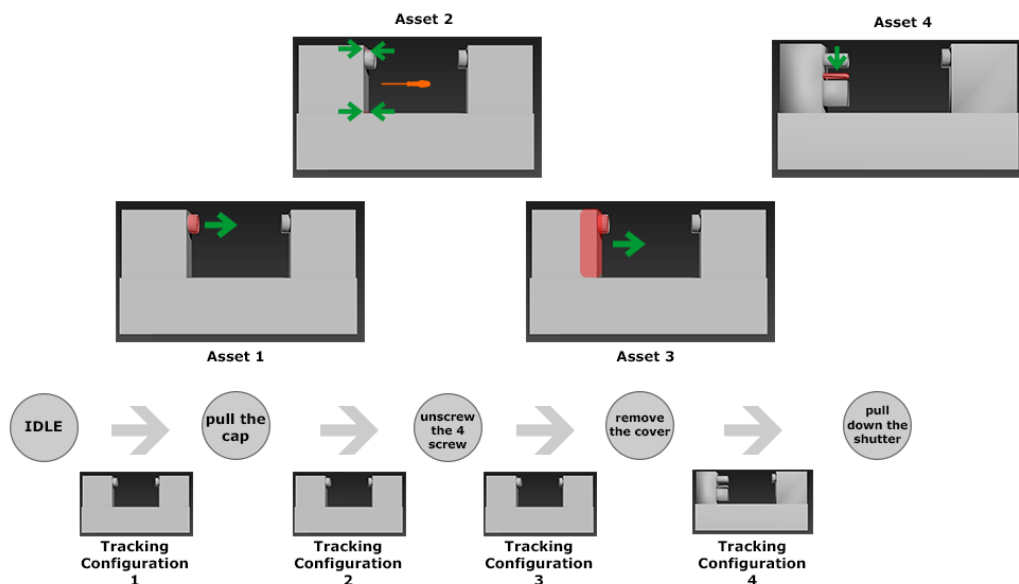 Asset 2
Asset 4
Asset 1
Asset 3
IDLE
pull the
cap
unscrew
the 4
screw
remove
the cover
pull
down the
shutter
Tracking
Configuration
1
Tracking
Configuration
2
Tracking
Configuration
3
Tracking
Configuration
4